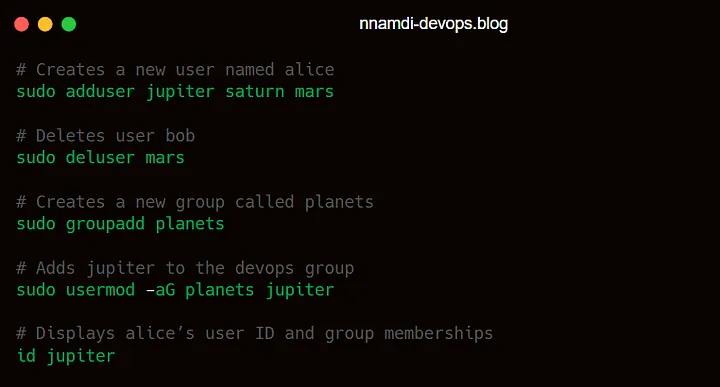 nnamdi-devops.blog
# Creates a new user named alice
sudo adduser jupiter saturn mars
# Deletes user bob
sudo deluser mars
# Creates a new group called planets
sudo groupadd planets
# Adds jupiter to the devops group
sudo usermod –aG planets jupiter
# Displays alice’s user ID and group memberships
id jupiter